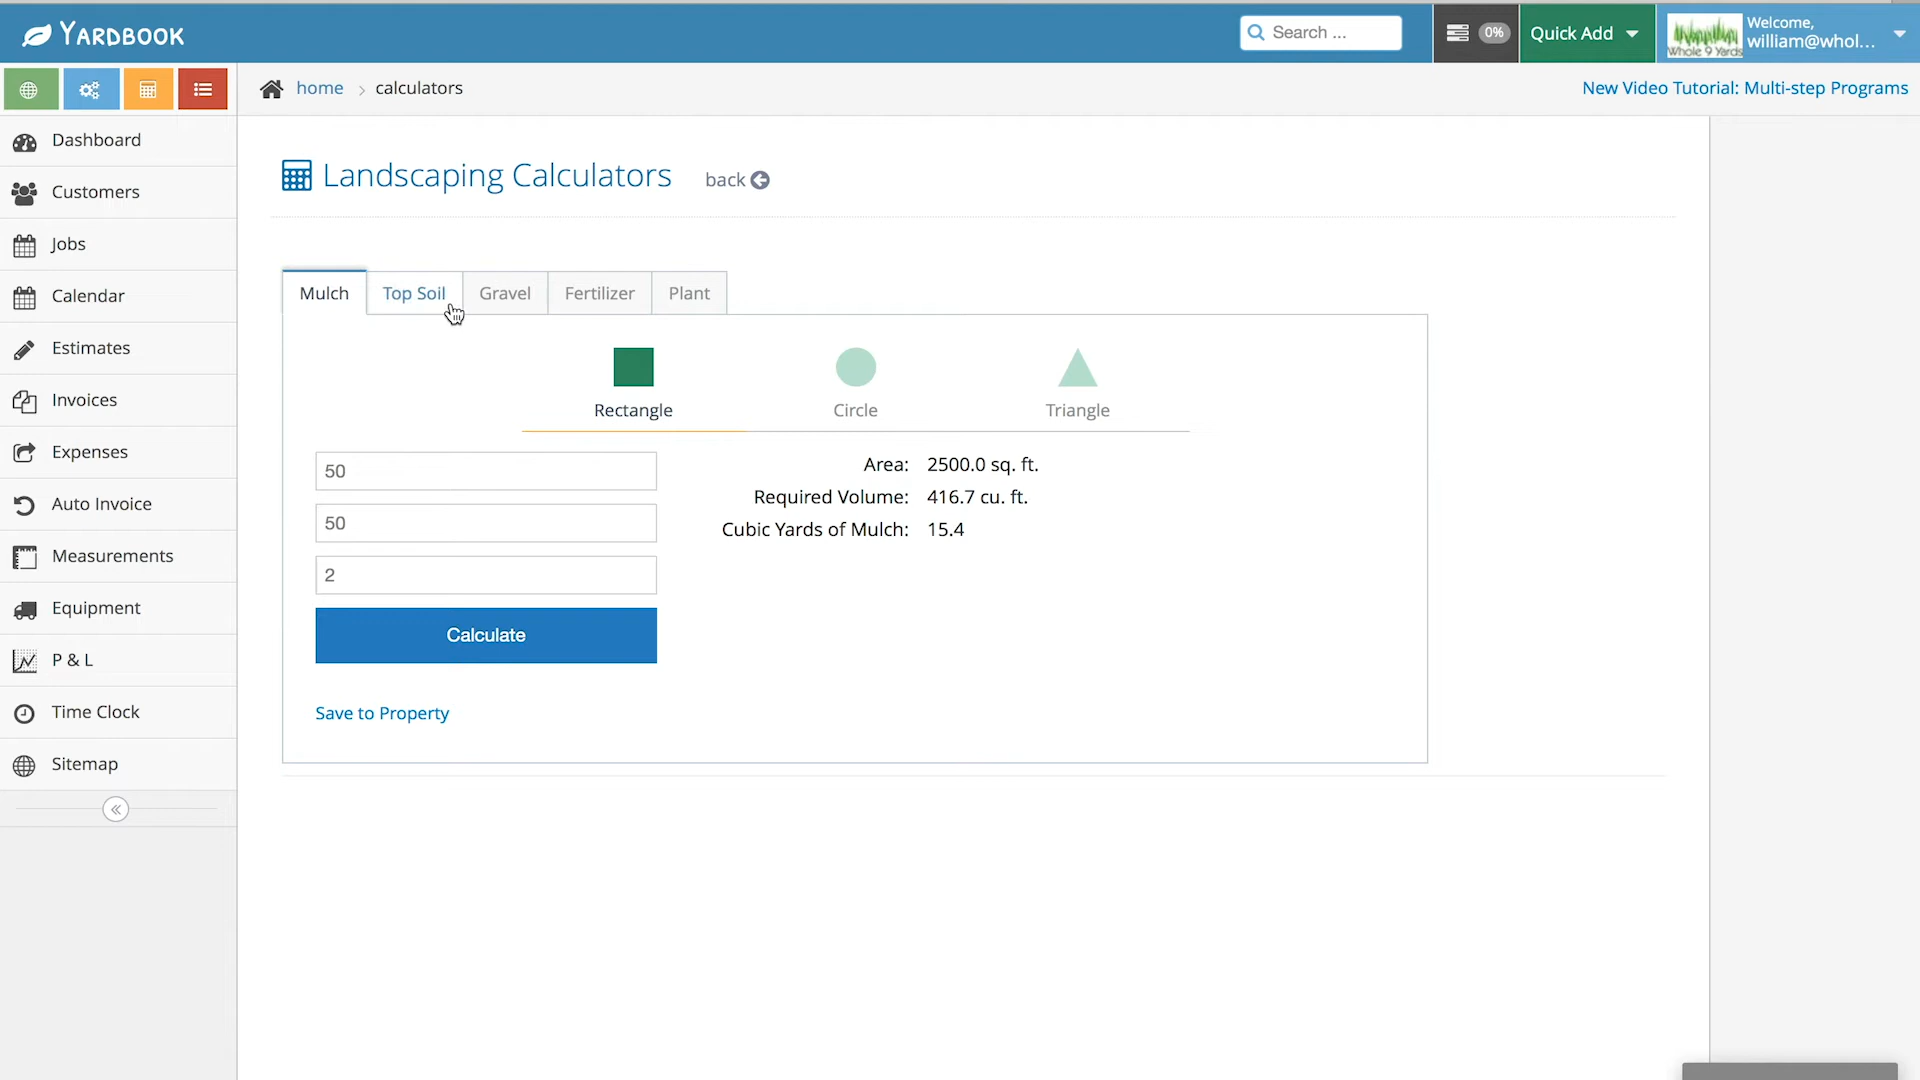 YARDBOOK
Search ...
0%
Quick Add
Welcome,
william@whol...
Whole 9 Yards
home
calculators
New Video Tutorial: Multi-step Programs
Dashboard
Customers
Jobs
Calendar
Estimates
Invoices
Expenses
Auto Invoice
Measurements
Equipment
P & L
Time Clock
Sitemap
Landscaping Calculators
back
Mulch
Top Soil
Gravel
Fertilizer
Plant
Rectangle
Circle
Triangle
50
50
2
Calculate
Save to Property
Area: 2500.0 sq. ft.
Required Volume: 416.7 cu. ft.
Cubic Yards of Mulch: 15.4